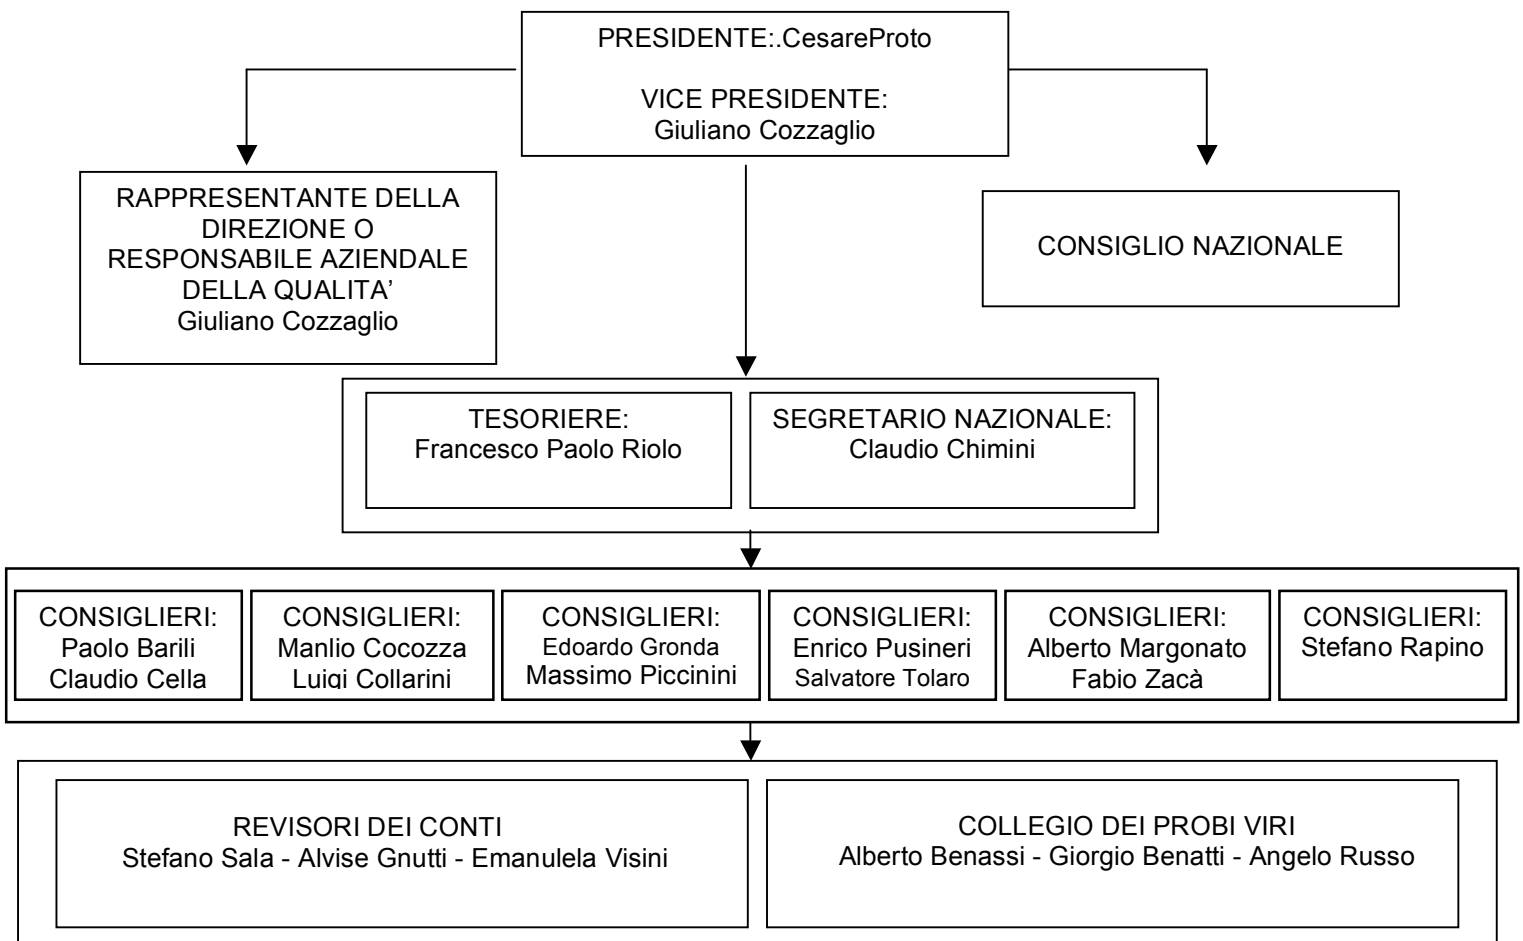 PRESIDENTE:.CesareProto
VICE PRESIDENTE:
Giuliano Cozzaglio
RAPPRESENTANTE DELLA
DIREZIONE O
RESPONSABILE AZIENDALE
DELLA QUALITA’
Giuliano Cozzaglio
CONSIGLIO NAZIONALE
TESORIERE:
Francesco Paolo Riolo
SEGRETARIO NAZIONALE:
Claudio Chimini
CONSIGLIERI:
Paolo Barili
Claudio Cella
CONSIGLIERI:
Manlio Cocozza
Luigi Collarini
CONSIGLIERI:
Edoardo Gronda
Massimo Piccinini
CONSIGLIERI:
Enrico Pusineri
Salvatore Tolaro
CONSIGLIERI:
Alberto Margonato
Fabio Zacà
CONSIGLIERI:
Stefano Rapino
REVISORI DEI CONTI
Stefano Sala - Alvise Gnutti - Emanulela Visini
COLLEGIO DEI PROBI VIRI
Alberto Benassi - Giorgio Benatti - Angelo Russo